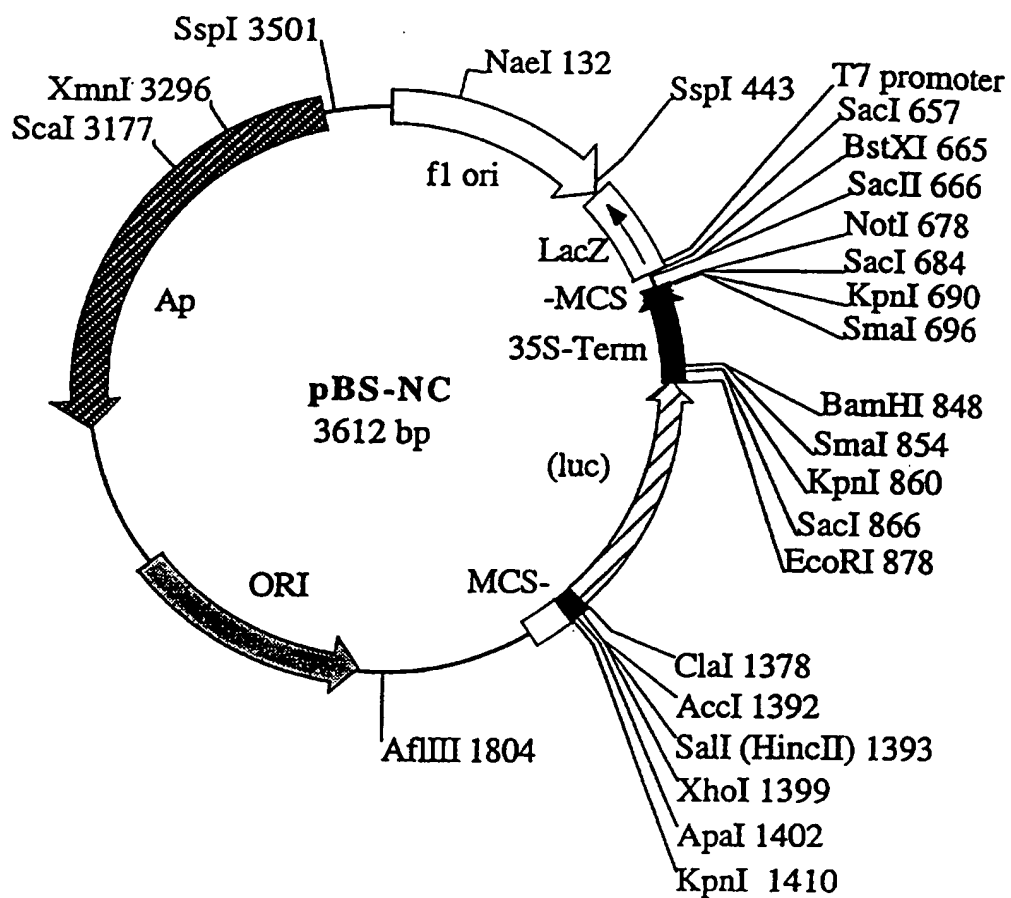 SspI 3501
NaeI 132
XmnI 3296
ScaI 3177
SspI 443
T7 promoter
SacI 657
BstXI 665
SacII 666
NotI 678
SacI 684
KpnI 690
SmaI 696
f1 ori
LacZ
-MCS
35S-Term
Ap
pBS-NC
3612 bp
(luc)
BamHI 848
SmaI 854
KpnI 860
SacI 866
EcoRI 878
ORI
MCS-
ClaI 1378
AccI 1392
SalI (HincII) 1393
XhoI 1399
ApaI 1402
KpnI 1410
AflIII 1804